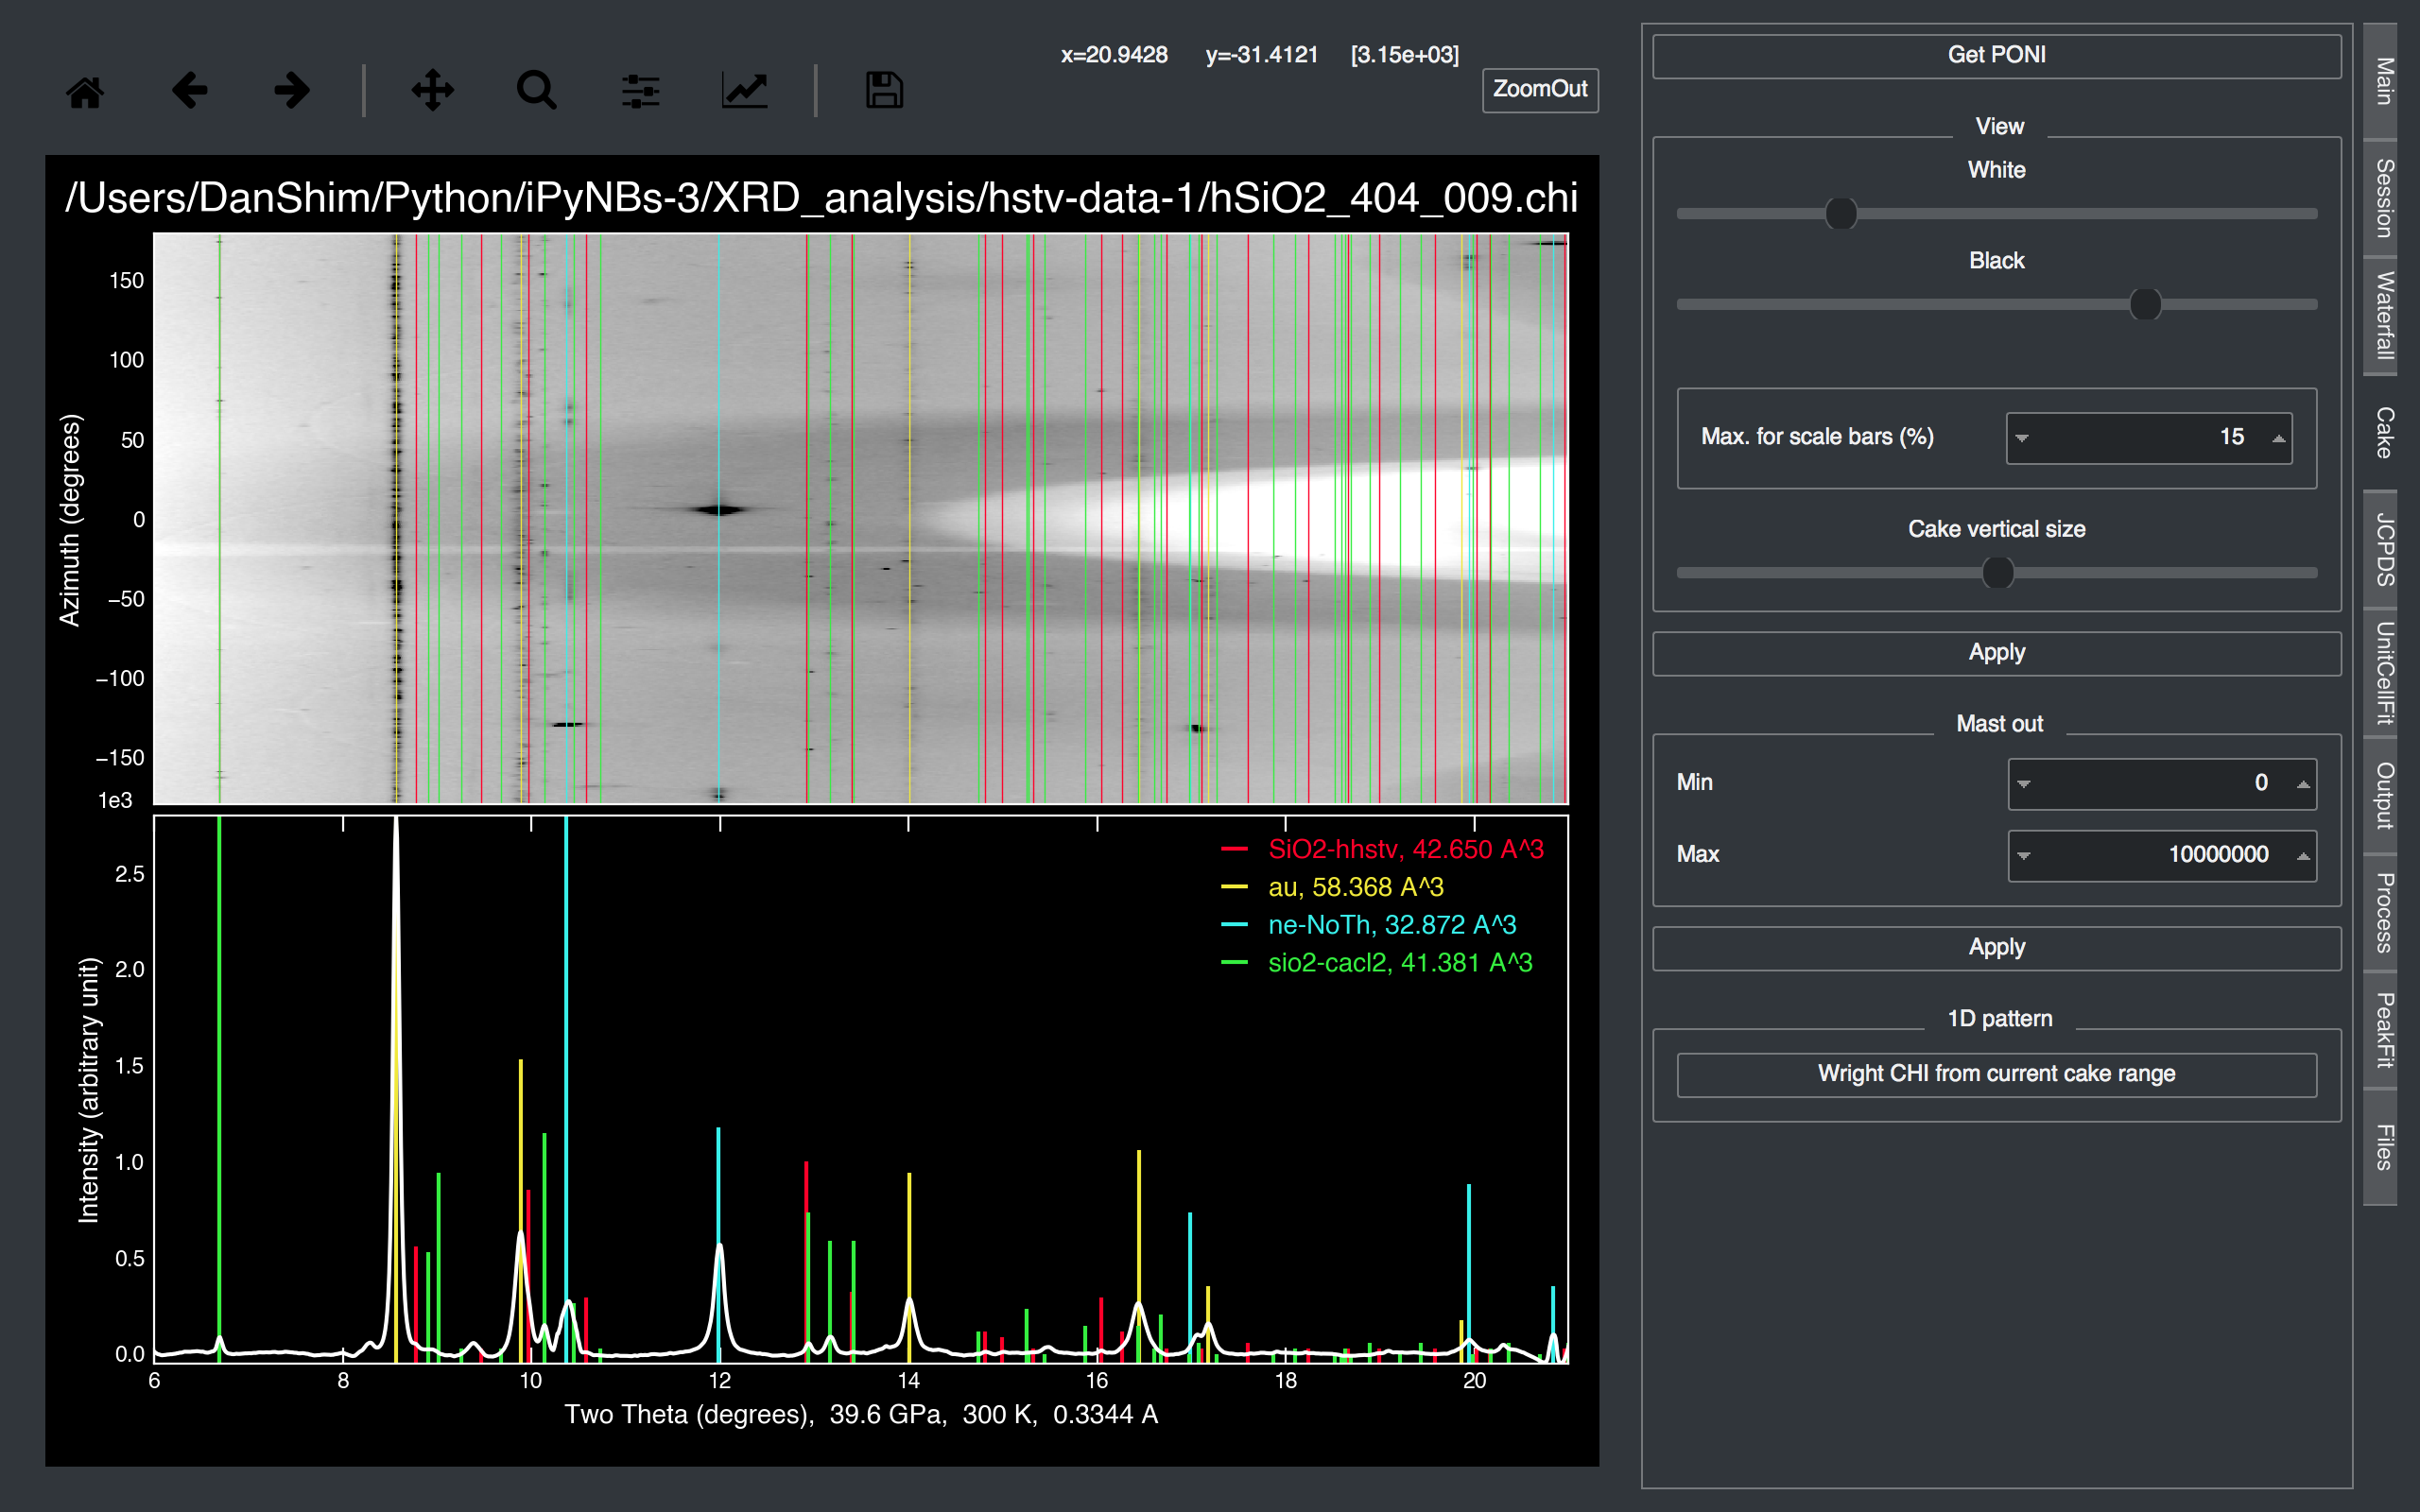 x=20.9428 y=-31.4121 [3.15e+03]
ZoomOut
/Users/DanShim/Python/iPyNBs-3/XRD_analysis/hstv-data-1/hSiO2_404_009.chi
150
100
50
0
−50
−100
−150
Azimuth (degrees)
1e3
2.5
2.0
1.5
1.0
0.5
0.0
Intensity (arbitrary unit)
SiO2-hhstv, 42.650 A^3
au, 58.368 A^3
ne-NoTh, 32.872 A^3
sio2-cacl2, 41.381 A^3
6 8 10 12 14 16 18 20
Two Theta (degrees), 39.6 GPa, 300 K, 0.3344 A
Get PONI
View
White
Black
Max. for scale bars (%) 15
Cake vertical size
Apply
Mast out
Min 0
Max 10000000
Apply
1D pattern
Wright CHI from current cake range
Main
Session
Waterfall
Cake
JCPDS
UnitCellFit
Output
Process
PeakFit
Files